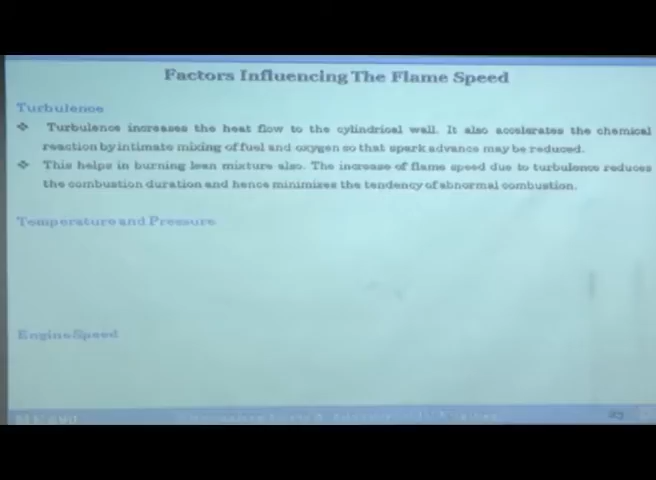 Factors Influencing The Flame Speed
Turbulence
❖ Turbulence increases the heat flow to the cylindrical wall. It also accelerates the chemical
reaction by intimate mixing of fuel and oxygen so that spark advance may be reduced.
❖ This helps in burning lean mixture also. The increase of flame speed due to turbulence reduces
the combustion duration and hence minimizes the tendency of abnormal combustion.
Temperature and Pressure
Engine Speed